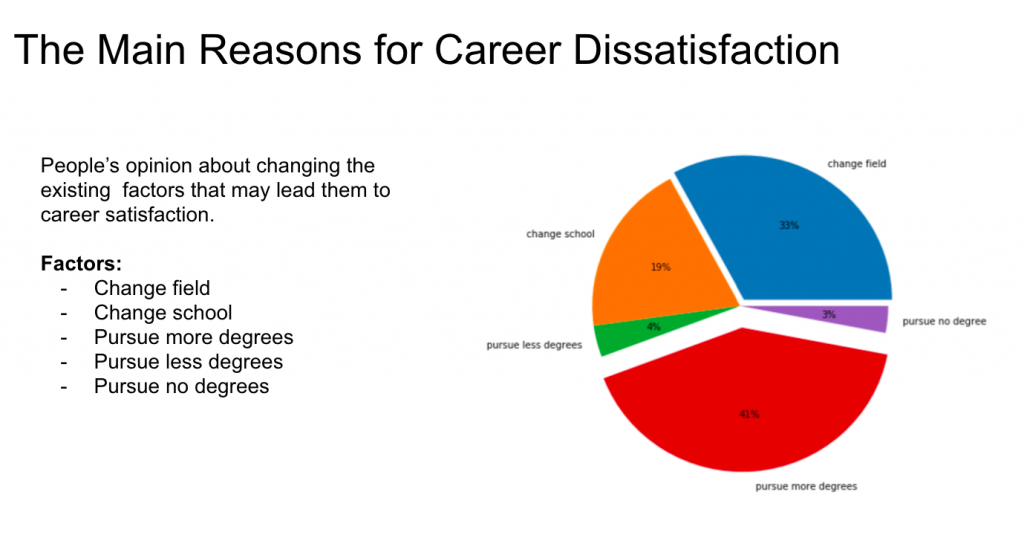 The Main Reasons for Career Dissatisfaction
People's opinion about changing the
existing  factors that may lead them to
career satisfaction.
Factors:
- Change field
- Change school
- Pursue more degrees
- Pursue less degrees
- Pursue no degrees
change field
33%
change school
19%
3%
pursue no degree
4%
pursue less degrees
41%
pursue more degrees